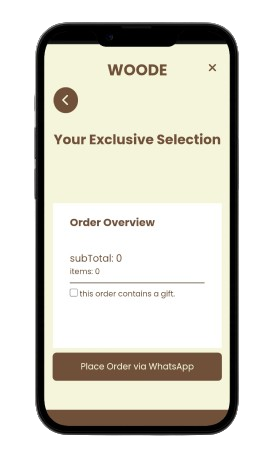 WOODE ×
Your Exclusive Selection
Order Overview
subTotal: 0
items: 0
this order contains a gift.
Place Order via WhatsApp